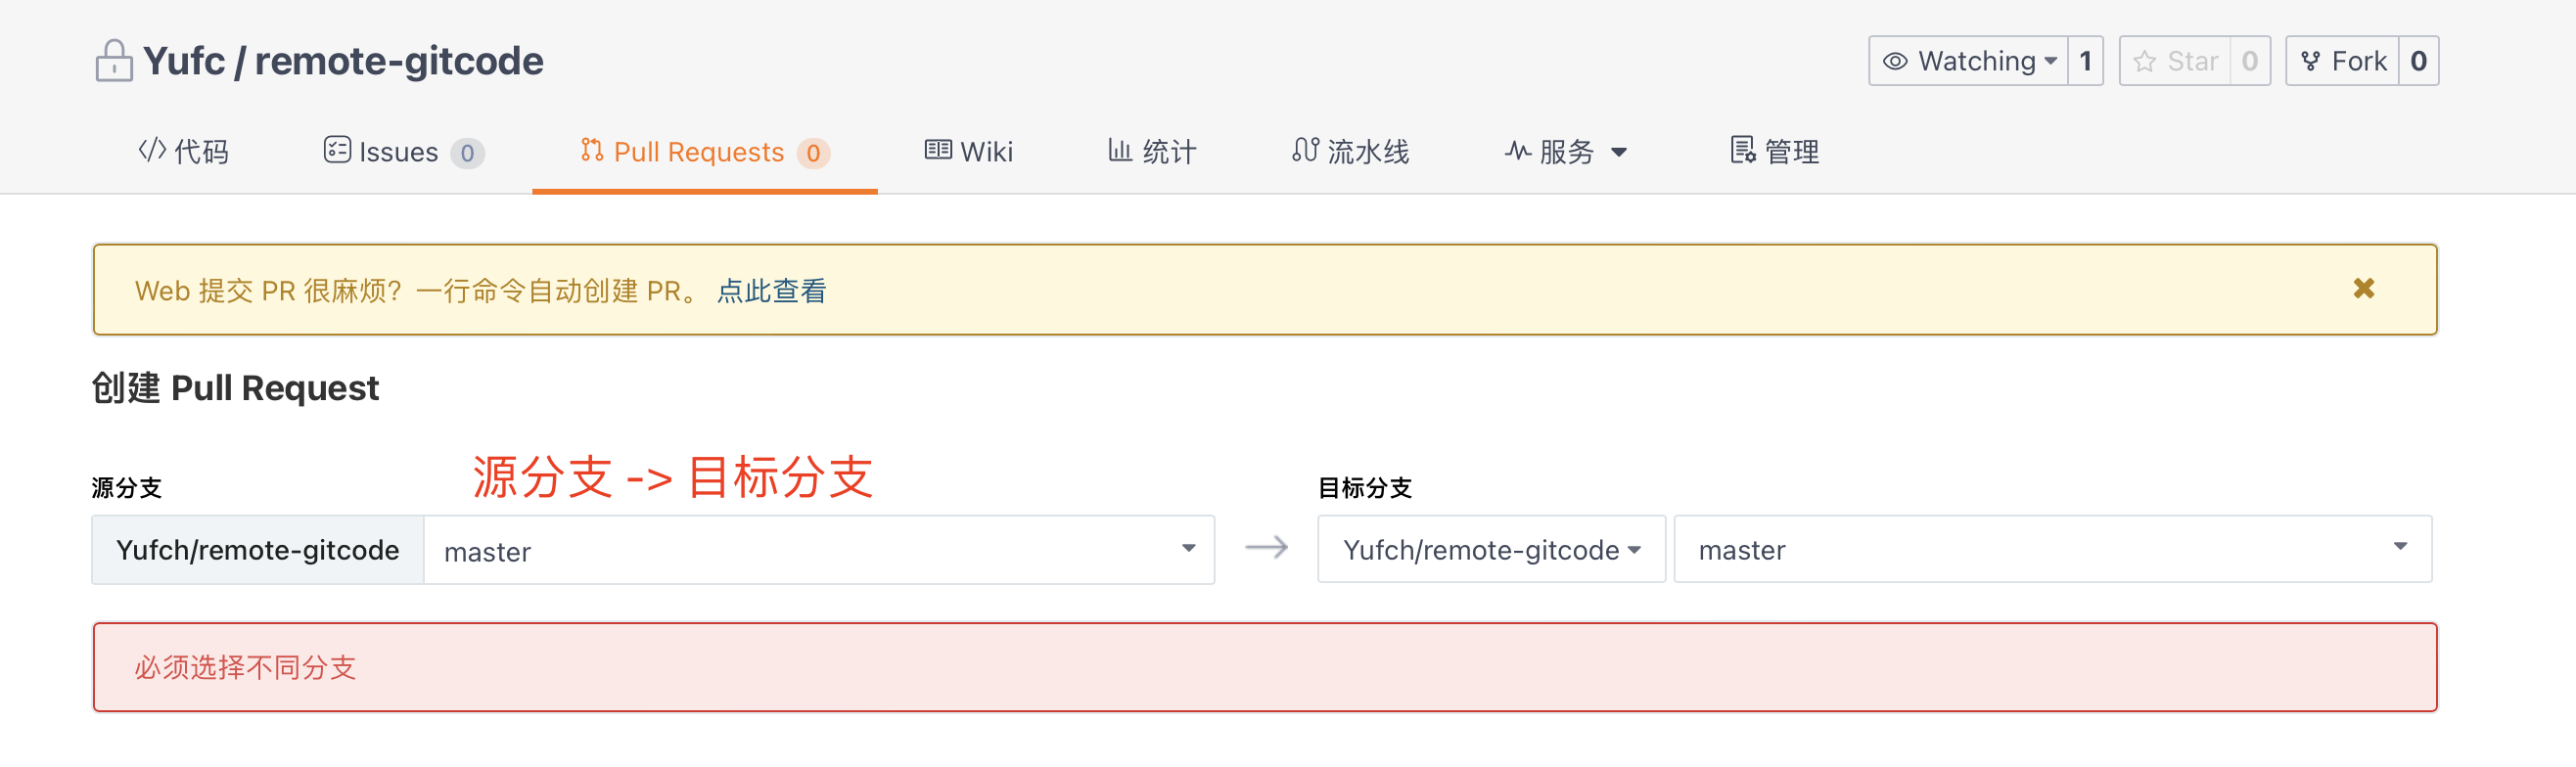 Yufc / remote-gitcode
Watching 1 Star 0 Fork 0
代码 Issues 0 Pull Requests 0 Wiki 统计 流水线 服务 管理
Web 提交 PR 很麻烦？一行命令自动创建 PR。 点此查看
创建 Pull Request
源分支 -> 目标分支
源分支 目标分支
Yufch/remote-gitcode master Yufch/remote-gitcode master
必须选择不同分支